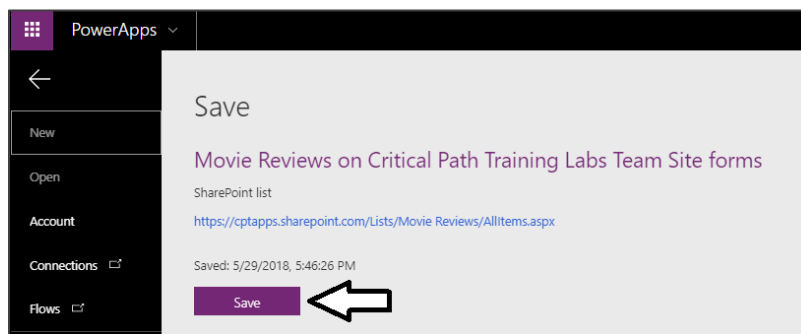 PowerApps
Save
New
Movie Reviews on Critical Path Training Labs Team Site forms
Open
SharePoint list
Account
https://cptapps.sharepoint.com/Lists/Movie Reviews/AllItems.aspx
Connections
Saved: 5/29/2018, 5:46:26 PM
Flows
Save